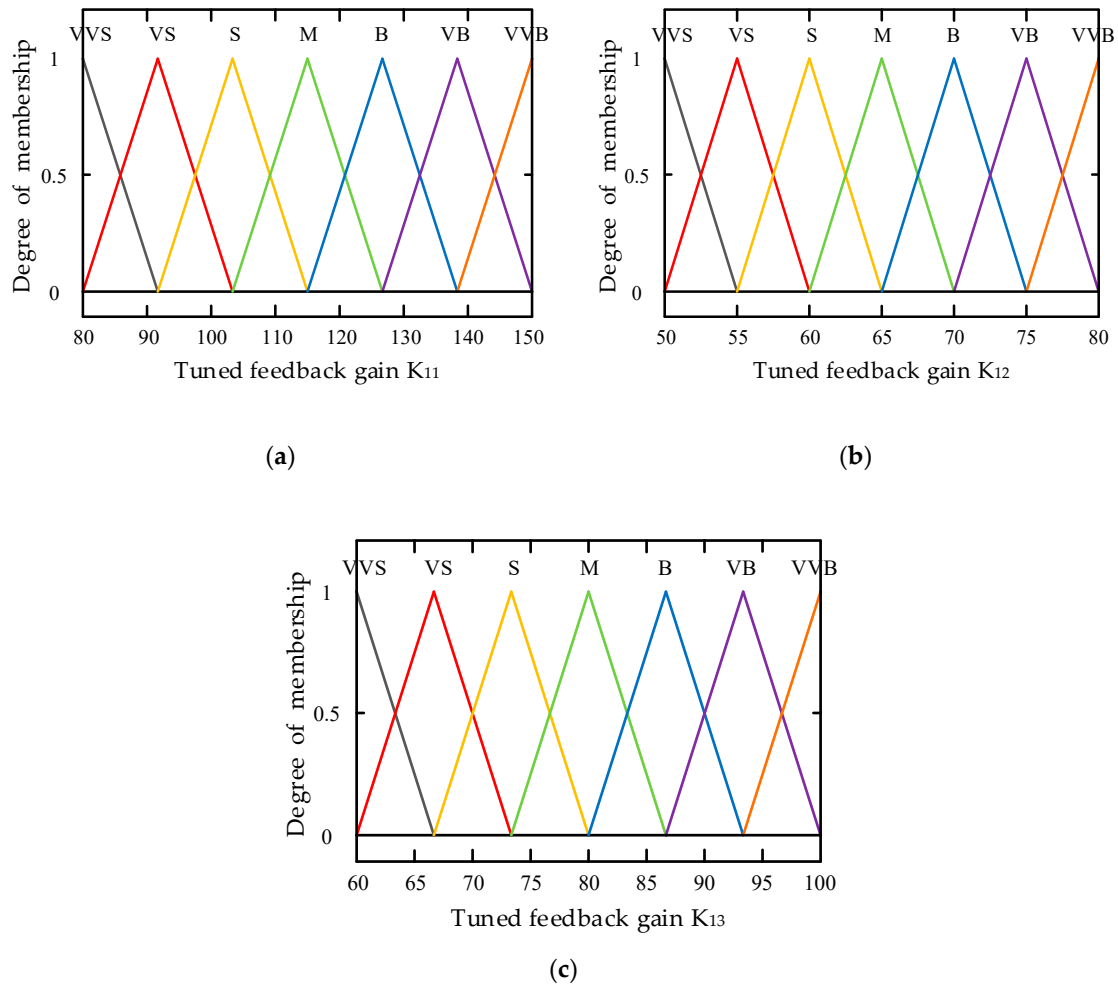 VVS VS S M B VB VVB
1
0.5
0
Degree of membership
80 90 100 110 120 130 140 150
Tuned feedback gain K11
(a)
VVS VS S M B VB VVB
1
0.5
0
Degree of membership
50 55 60 65 70 75 80
Tuned feedback gain K12
(b)
VVS VS S M B VB VVB
1
0.5
0
Degree of membership
60 65 70 75 80 85 90 95 100
Tuned feedback gain K13
(c)